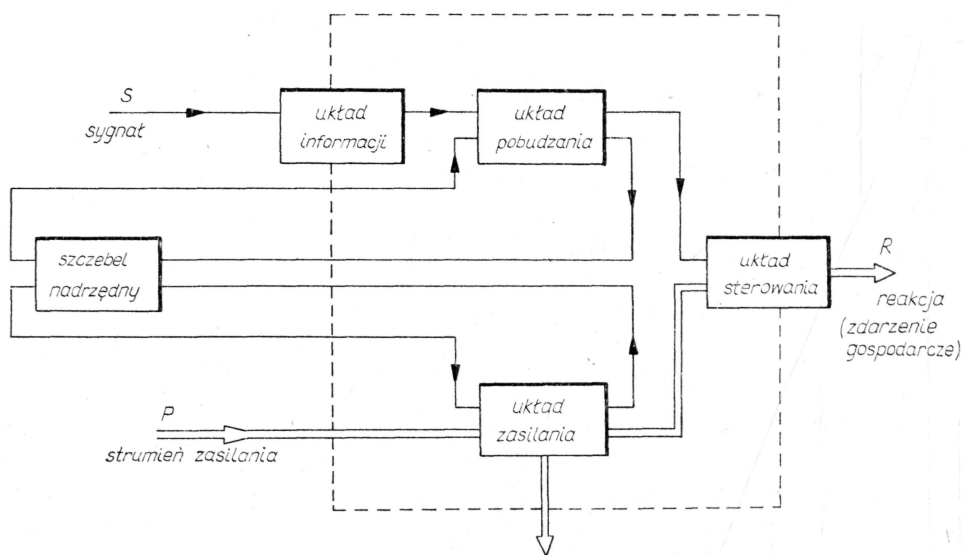 S
sygnał
układ
informacji
układ
pobudzania
szczebel
nadrzędny
układ
sterowania
R
reakcja
(zdarzenie
gospodarcze)
P
strumień zasilania
układ
zasilania